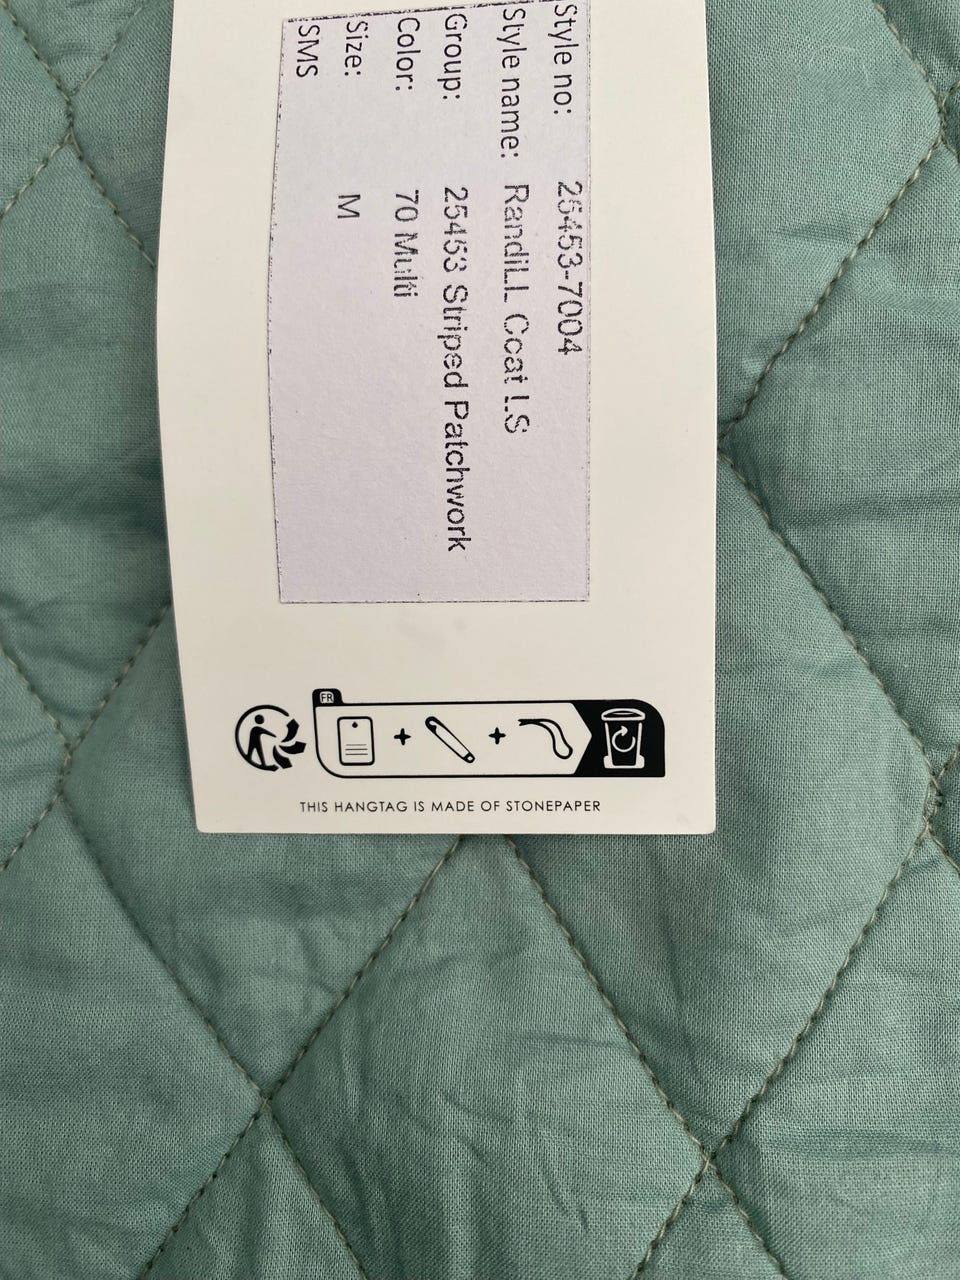 Style no: 25453-7004
Style name: RandiLL Coat LS
Group: 25453 Striped Patchwork
Color: 70 Multi
Size: M
SMS
FR
THIS HANGTAG IS MADE OF STONEPAPER